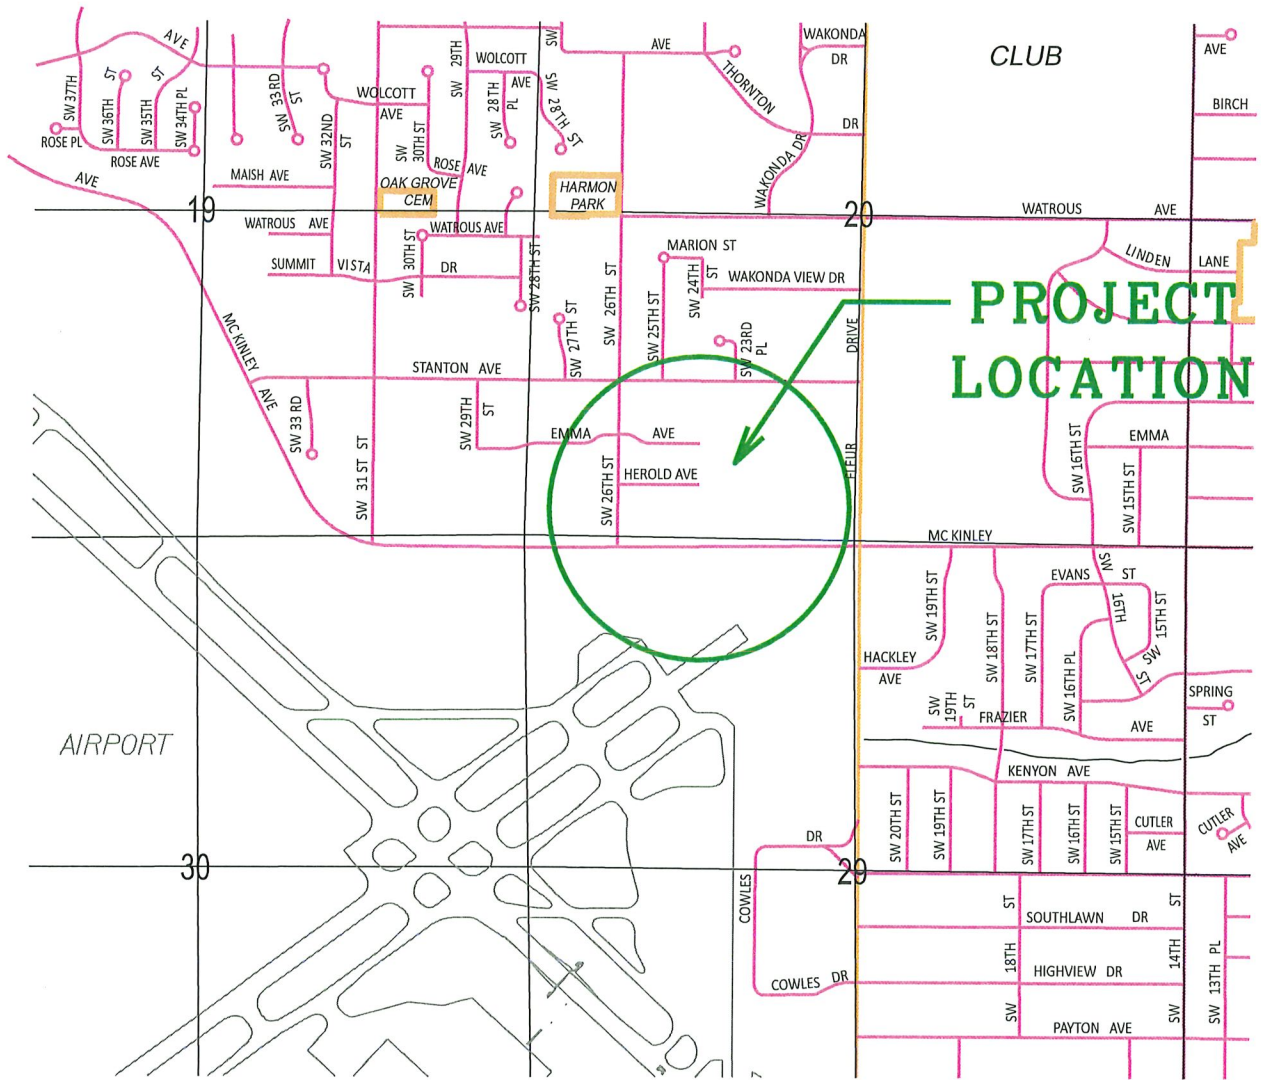 AVE
SW 37TH
SW 36TH ST
SW 35TH ST
SW 34TH PL
ROSE PL
ROSE AVE
SW 33RD ST
SW 32ND ST
WOLCOTT
AVE
SW 30TH ST
SW 29TH
WOLCOTT
AVE
SW 28TH PL
SW 28TH ST
SW
AVE
THORNTON
DR
WAKONDA
DR
WAKONDA DR
CLUB
AVE
BIRCH
MAISH AVE
OAK GROVE
CEM
ROSE AVE
HARMON
PARK
AVE
19
20
WATROUS AVE
WATROUS AVE
WATROUS AVE
SUMMIT VISTA DR
SW 30TH ST
SW 28TH ST
SW 27TH ST
SW 26TH ST
MARION ST
SW 25TH ST
SW 24TH ST
WAKONDA VIEW DR
SW 23RD PL
FLEUR DRIVE
LINDEN LANE
PROJECT
LOCATION
MC KINLEY AVE
STANTON AVE
SW 33 RD
SW 31 ST ST
SW 29TH ST
EMMA AVE
HEROLD AVE
SW 26TH ST
SW 16TH ST
EMMA
SW 15TH ST
MC KINLEY
SW 19TH ST
SW 18TH ST
SW 17TH ST
EVANS ST
SW 16TH ST
SW 15TH ST
SW 16TH PL
HACKLEY
AVE
SW 19TH ST
FRAZIER AVE
SPRING
ST
AIRPORT
KENYON AVE
SW 20TH ST
SW 19TH ST
SW 17TH ST
SW 16TH ST
SW 15TH ST
CUTLER
AVE
CUTLER
AVE
DR
30
29
COWLES
COWLES DR
SOUTHLAWN DR
SW 18TH ST
HIGHVIEW DR
SW 14TH ST
SW 13TH PL
PAYTON AVE